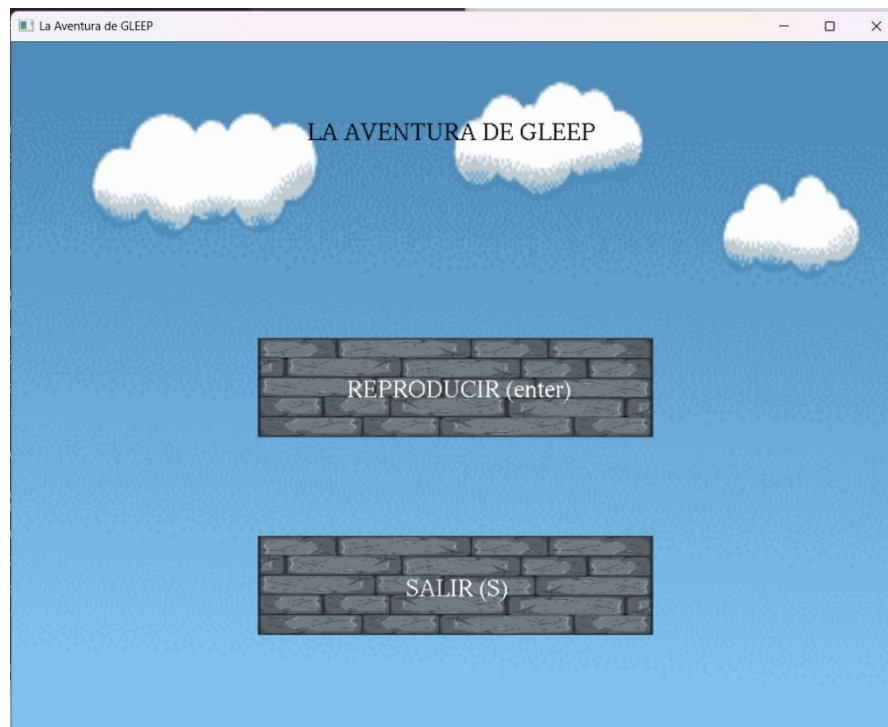 La Aventura de GLEEP
LA AVENTURA DE GLEEP
REPRODUCIR (enter)
SALIR (S)